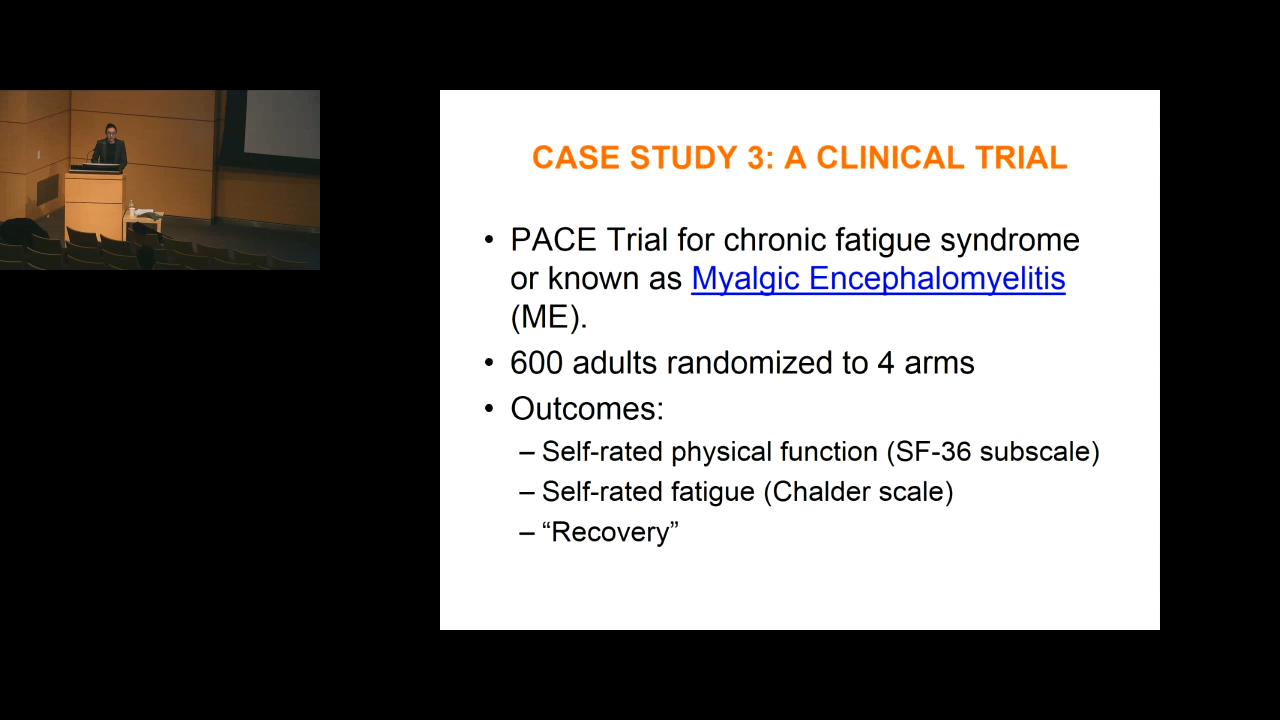 CASE STUDY 3: A CLINICAL TRIAL
• PACE Trial for chronic fatigue syndrome
or known as Myalgic Encephalomyelitis
(ME).
• 600 adults randomized to 4 arms
• Outcomes:
– Self-rated physical function (SF-36 subscale)
– Self-rated fatigue (Chalder scale)
– “Recovery”